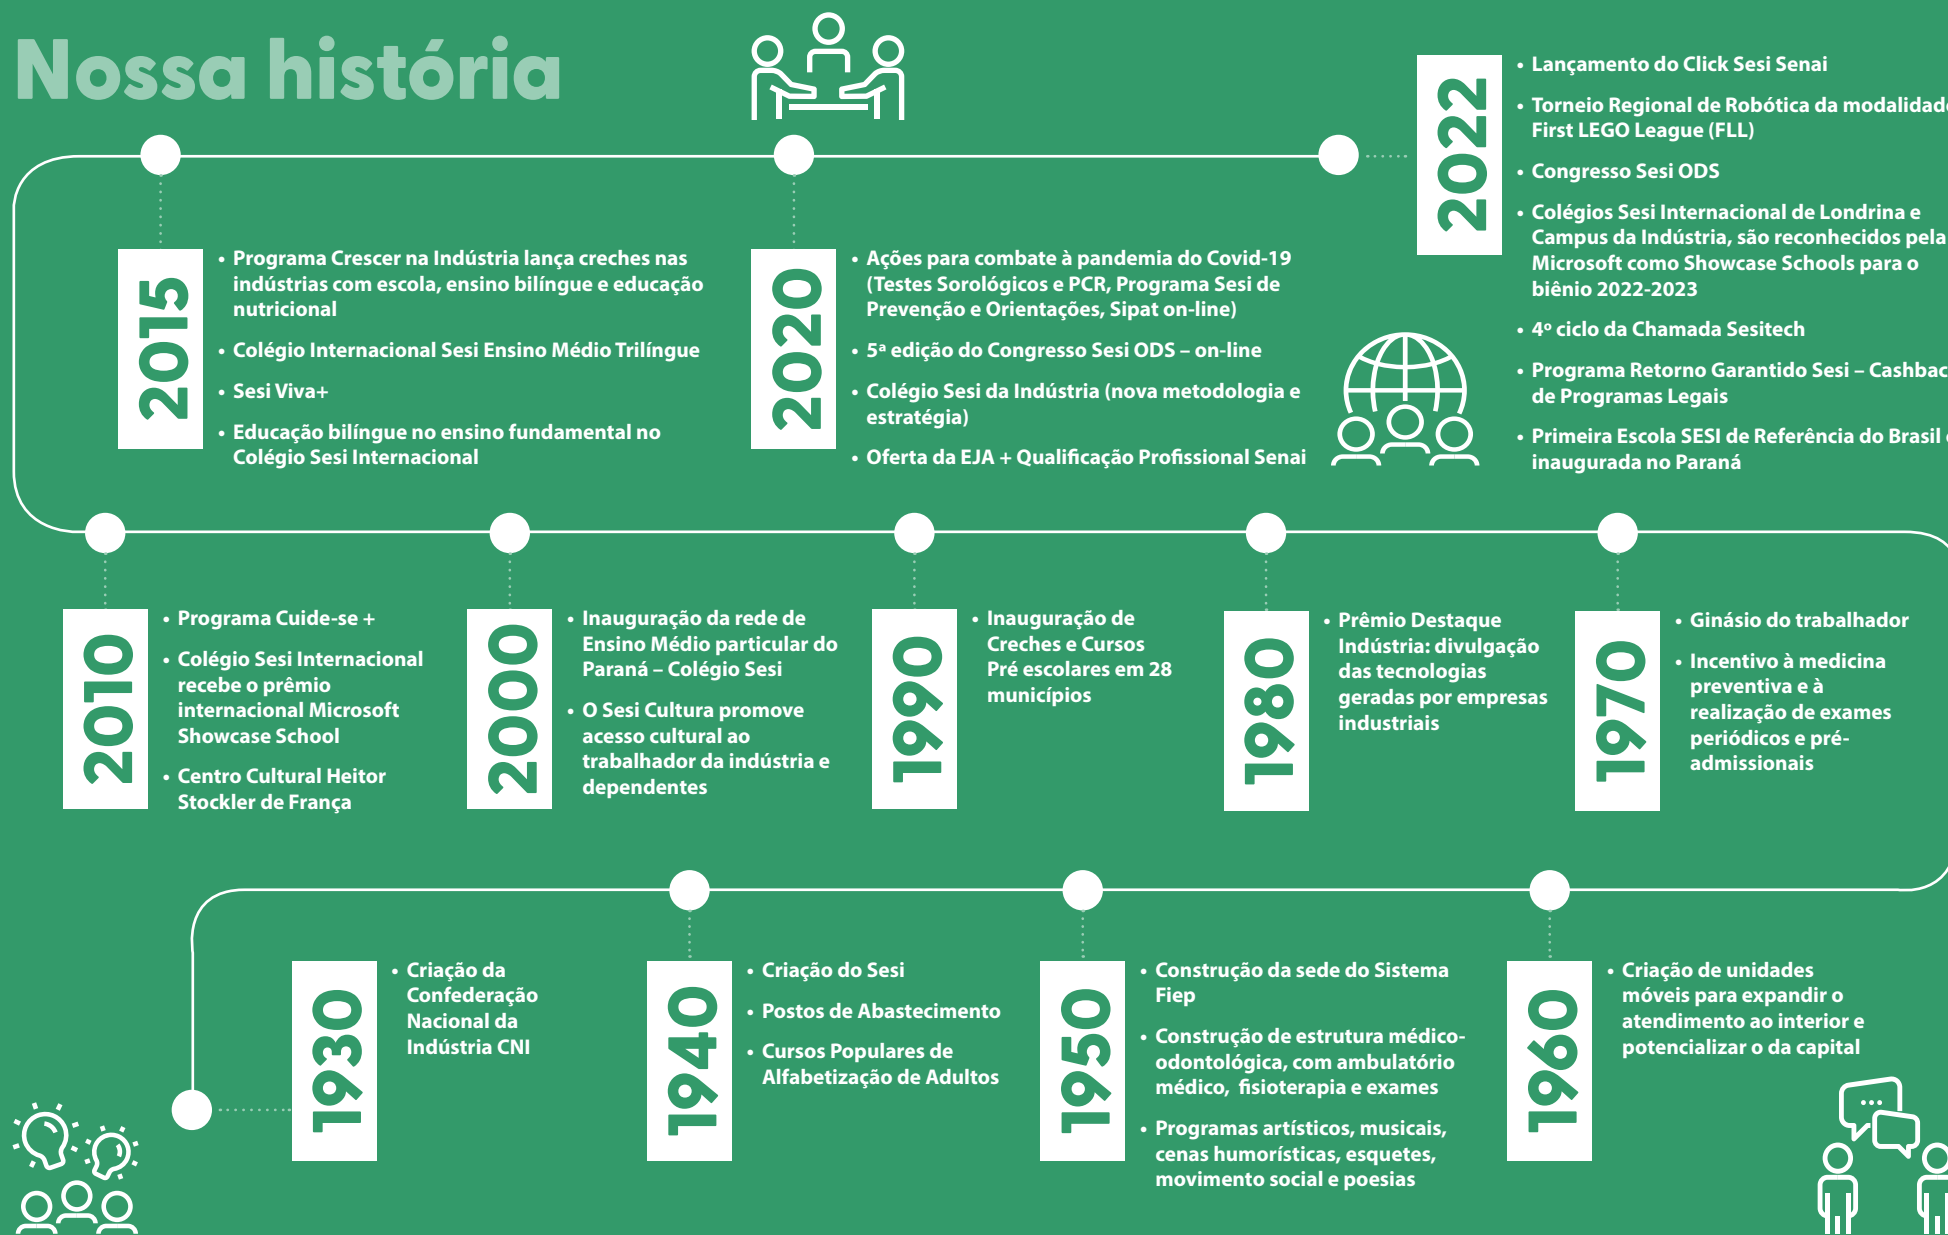 Nossa história
2022
• Lançamento do Click Sesi Senai
• Torneio Regional de Robótica da
First LEGO League (FLL)
• Congresso Sesi ODS
• Colégios Sesi Internacional de Londrina e
Campus da Indústria, são reconhecidos pela
Microsoft como Showcase Schools para o
biênio 2022-2023
• 4º ciclo da Chamada Sesitech
• Programa Retorno Garantido Sesi –
de Programas Legais
• Primeira Escola SESI de Referência do Brasil
inaugurada no Paraná
2015
• Programa Crescer na Indústria lança creches nas
indústrias com escola, ensino bilíngue e educação
nutricional
• Colégio Internacional Sesi Ensino Médio Trilíngue
• Sesi Viva+
• Educação bilíngue no ensino fundamental no
Colégio Sesi Internacional
2020
• Ações para combate à pandemia do Covid-19
(Testes Sorológicos e PCR, Programa Sesi de
Prevenção e Orientações, Sipat on-line)
• 5ª edição do Congresso Sesi ODS – on-line
• Colégio Sesi da Indústria (nova metodologia e
estratégia)
• Oferta da EJA + Qualificação Profissional Senai
2010
• Programa Cuide-se +
• Colégio Sesi Internacional
recebe o prêmio
internacional Microsoft
Showcase School
• Centro Cultural Heitor
Stockler de França
2000
• Inauguração da rede de
Ensino Médio particular do
Paraná – Colégio Sesi
• O Sesi Cultura promove
acesso cultural ao
trabalhador da indústria e
dependentes
1990
• Inauguração de
Creches e Cursos
Pré escolares em 28
municípios
1980
• Prêmio Destaque
Indústria: divulgação
das tecnologias
geradas por empresas
industriais
1970
• Ginásio do trabalhador
• Incentivo à medicina
preventiva e à
realização de exames
periódicos e pré-
admissionais
1930
• Criação da
Confederação
Nacional da
Indústria CNI
1940
• Criação do Sesi
• Postos de Abastecimento
• Cursos Populares de
Alfabetização de Adultos
1950
• Construção da sede do Sistema
Fiep
• Construção de estrutura médico-
odontológica, com ambulatório
médico, fisioterapia e exames
• Programas artísticos, musicais,
cenas humorísticas, esquetes,
movimento social e poesias
1960
• Criação de unidades
móveis para expandir o
atendimento ao interior e
potencializar o da capital